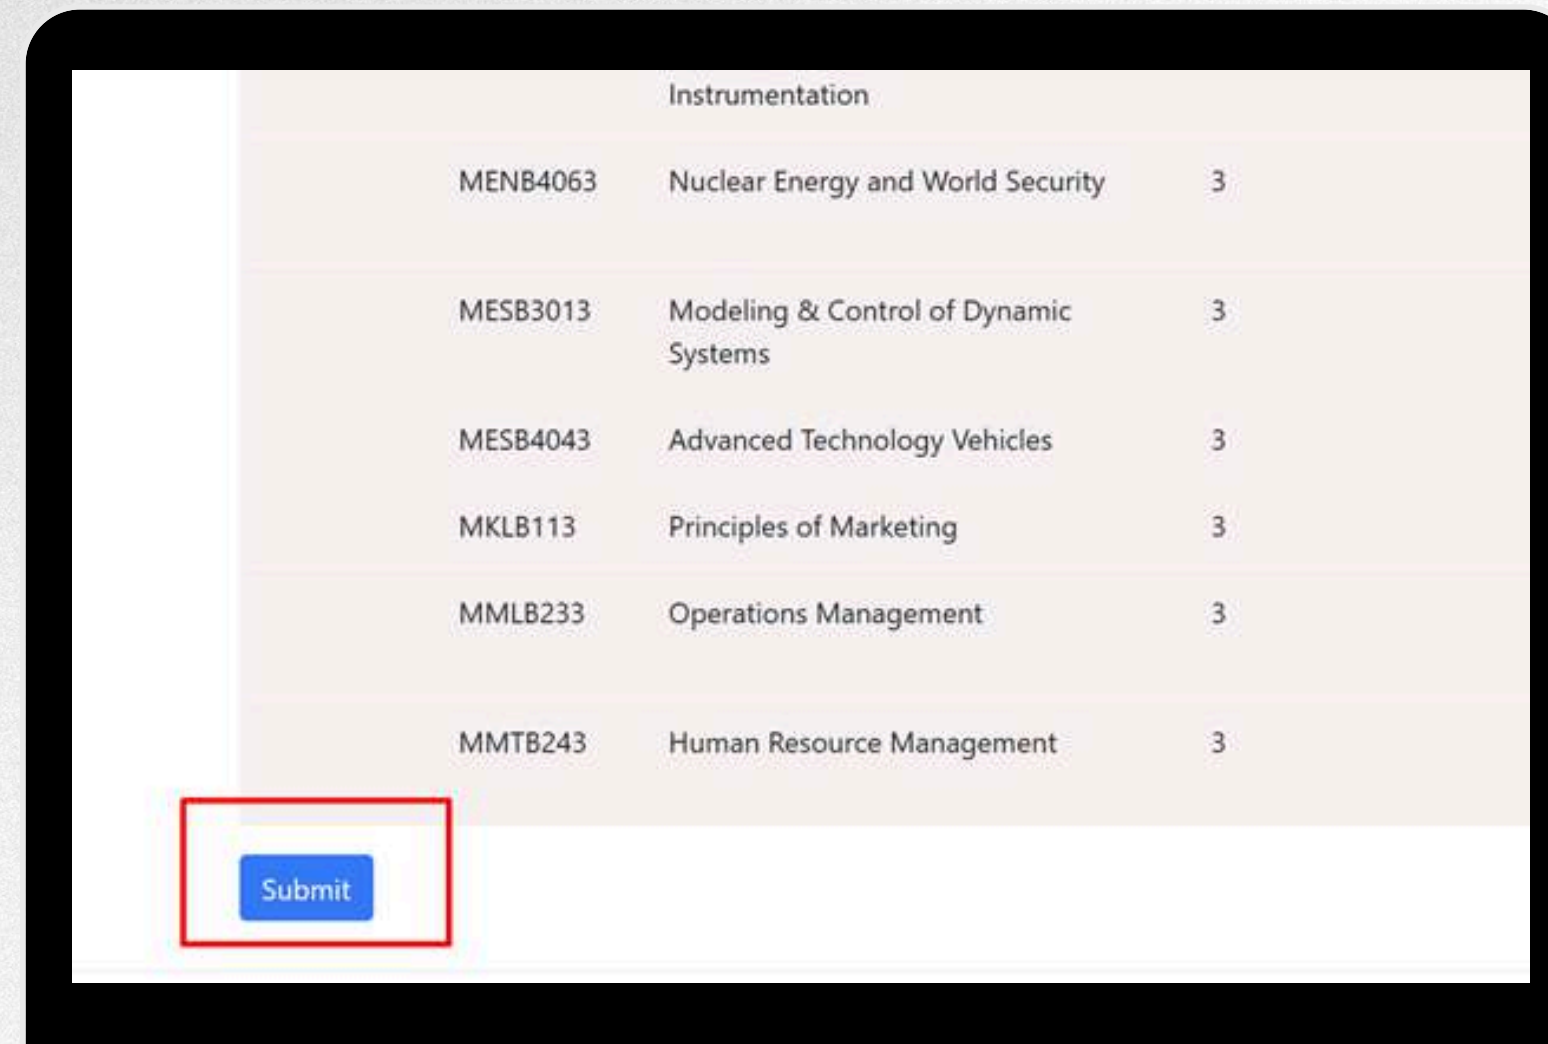 Instrumentation
MENB4063 Nuclear Energy and World Security 3
MESB3013 Modeling & Control of Dynamic 3
Systems
MESB4043 Advanced Technology Vehicles 3
MKLB113 Principles of Marketing 3
MMLB233 Operations Management 3
MMTB243 Human Resource Management 3
Submit